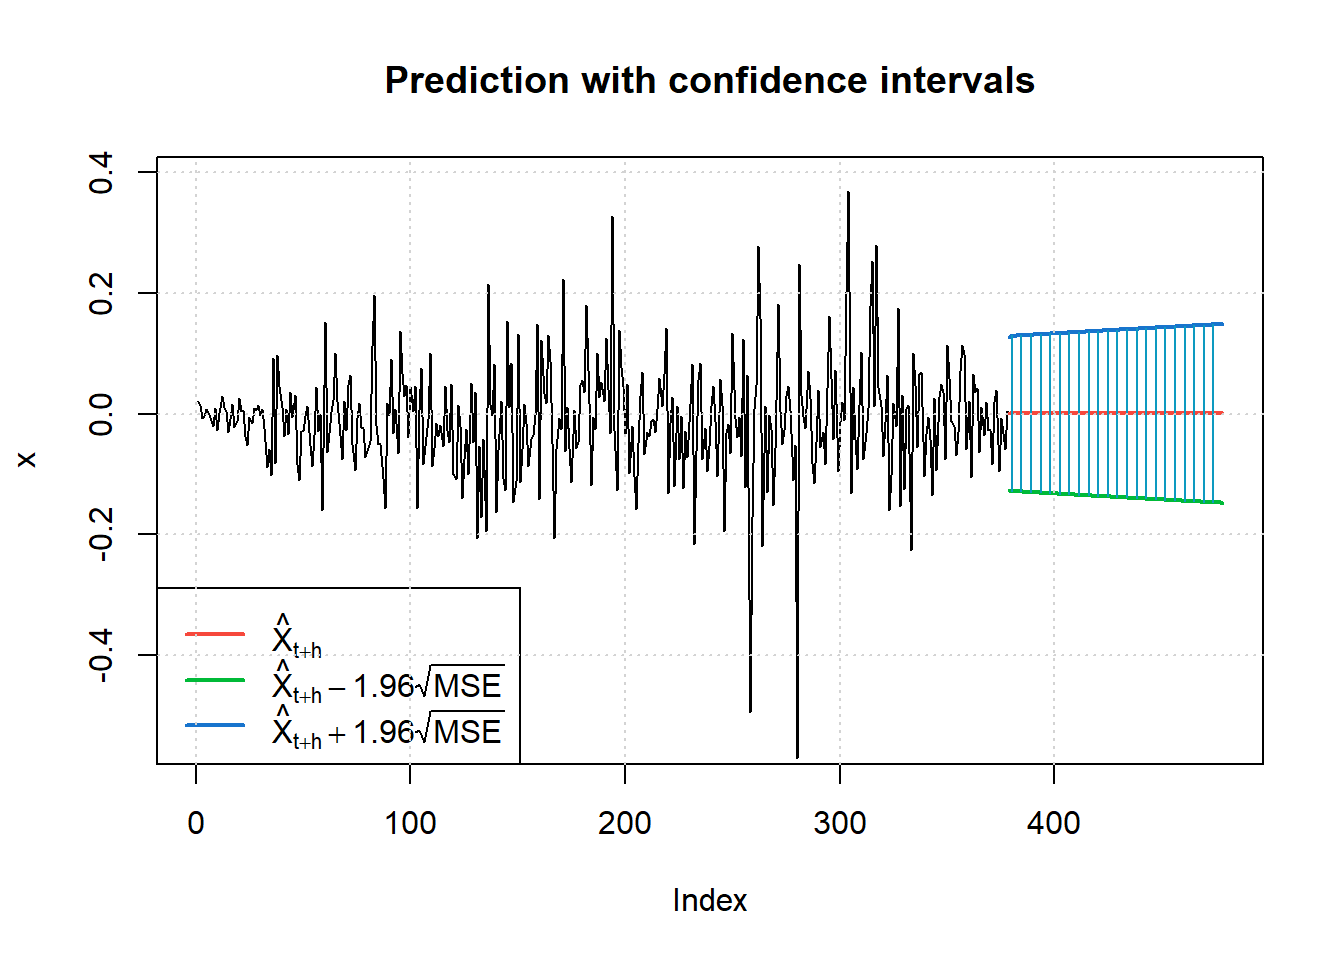 Prediction with confidence intervals
x
0.4
0.2
0.0
-0.2
-0.4
X̂ₜ₊ₕ
X̂ₜ₊ₕ − 1.96√MSE
X̂ₜ₊ₕ + 1.96√MSE
0 100 200 300 400
Index